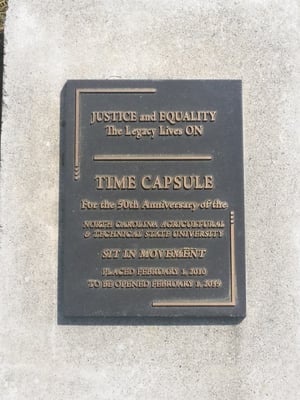 JUSTICE and EQUALITY
The Legacy Lives ON
TIME CAPSULE
For the 50th Anniversary of the
NORTH CAROLINA AGRICULTURAL
& TECHNICAL STATE UNIVERSITY
SIT IN MOVEMENT
PLACED FEBRUARY 1, 2010
TO BE OPENED FEBRUARY 1, 2035